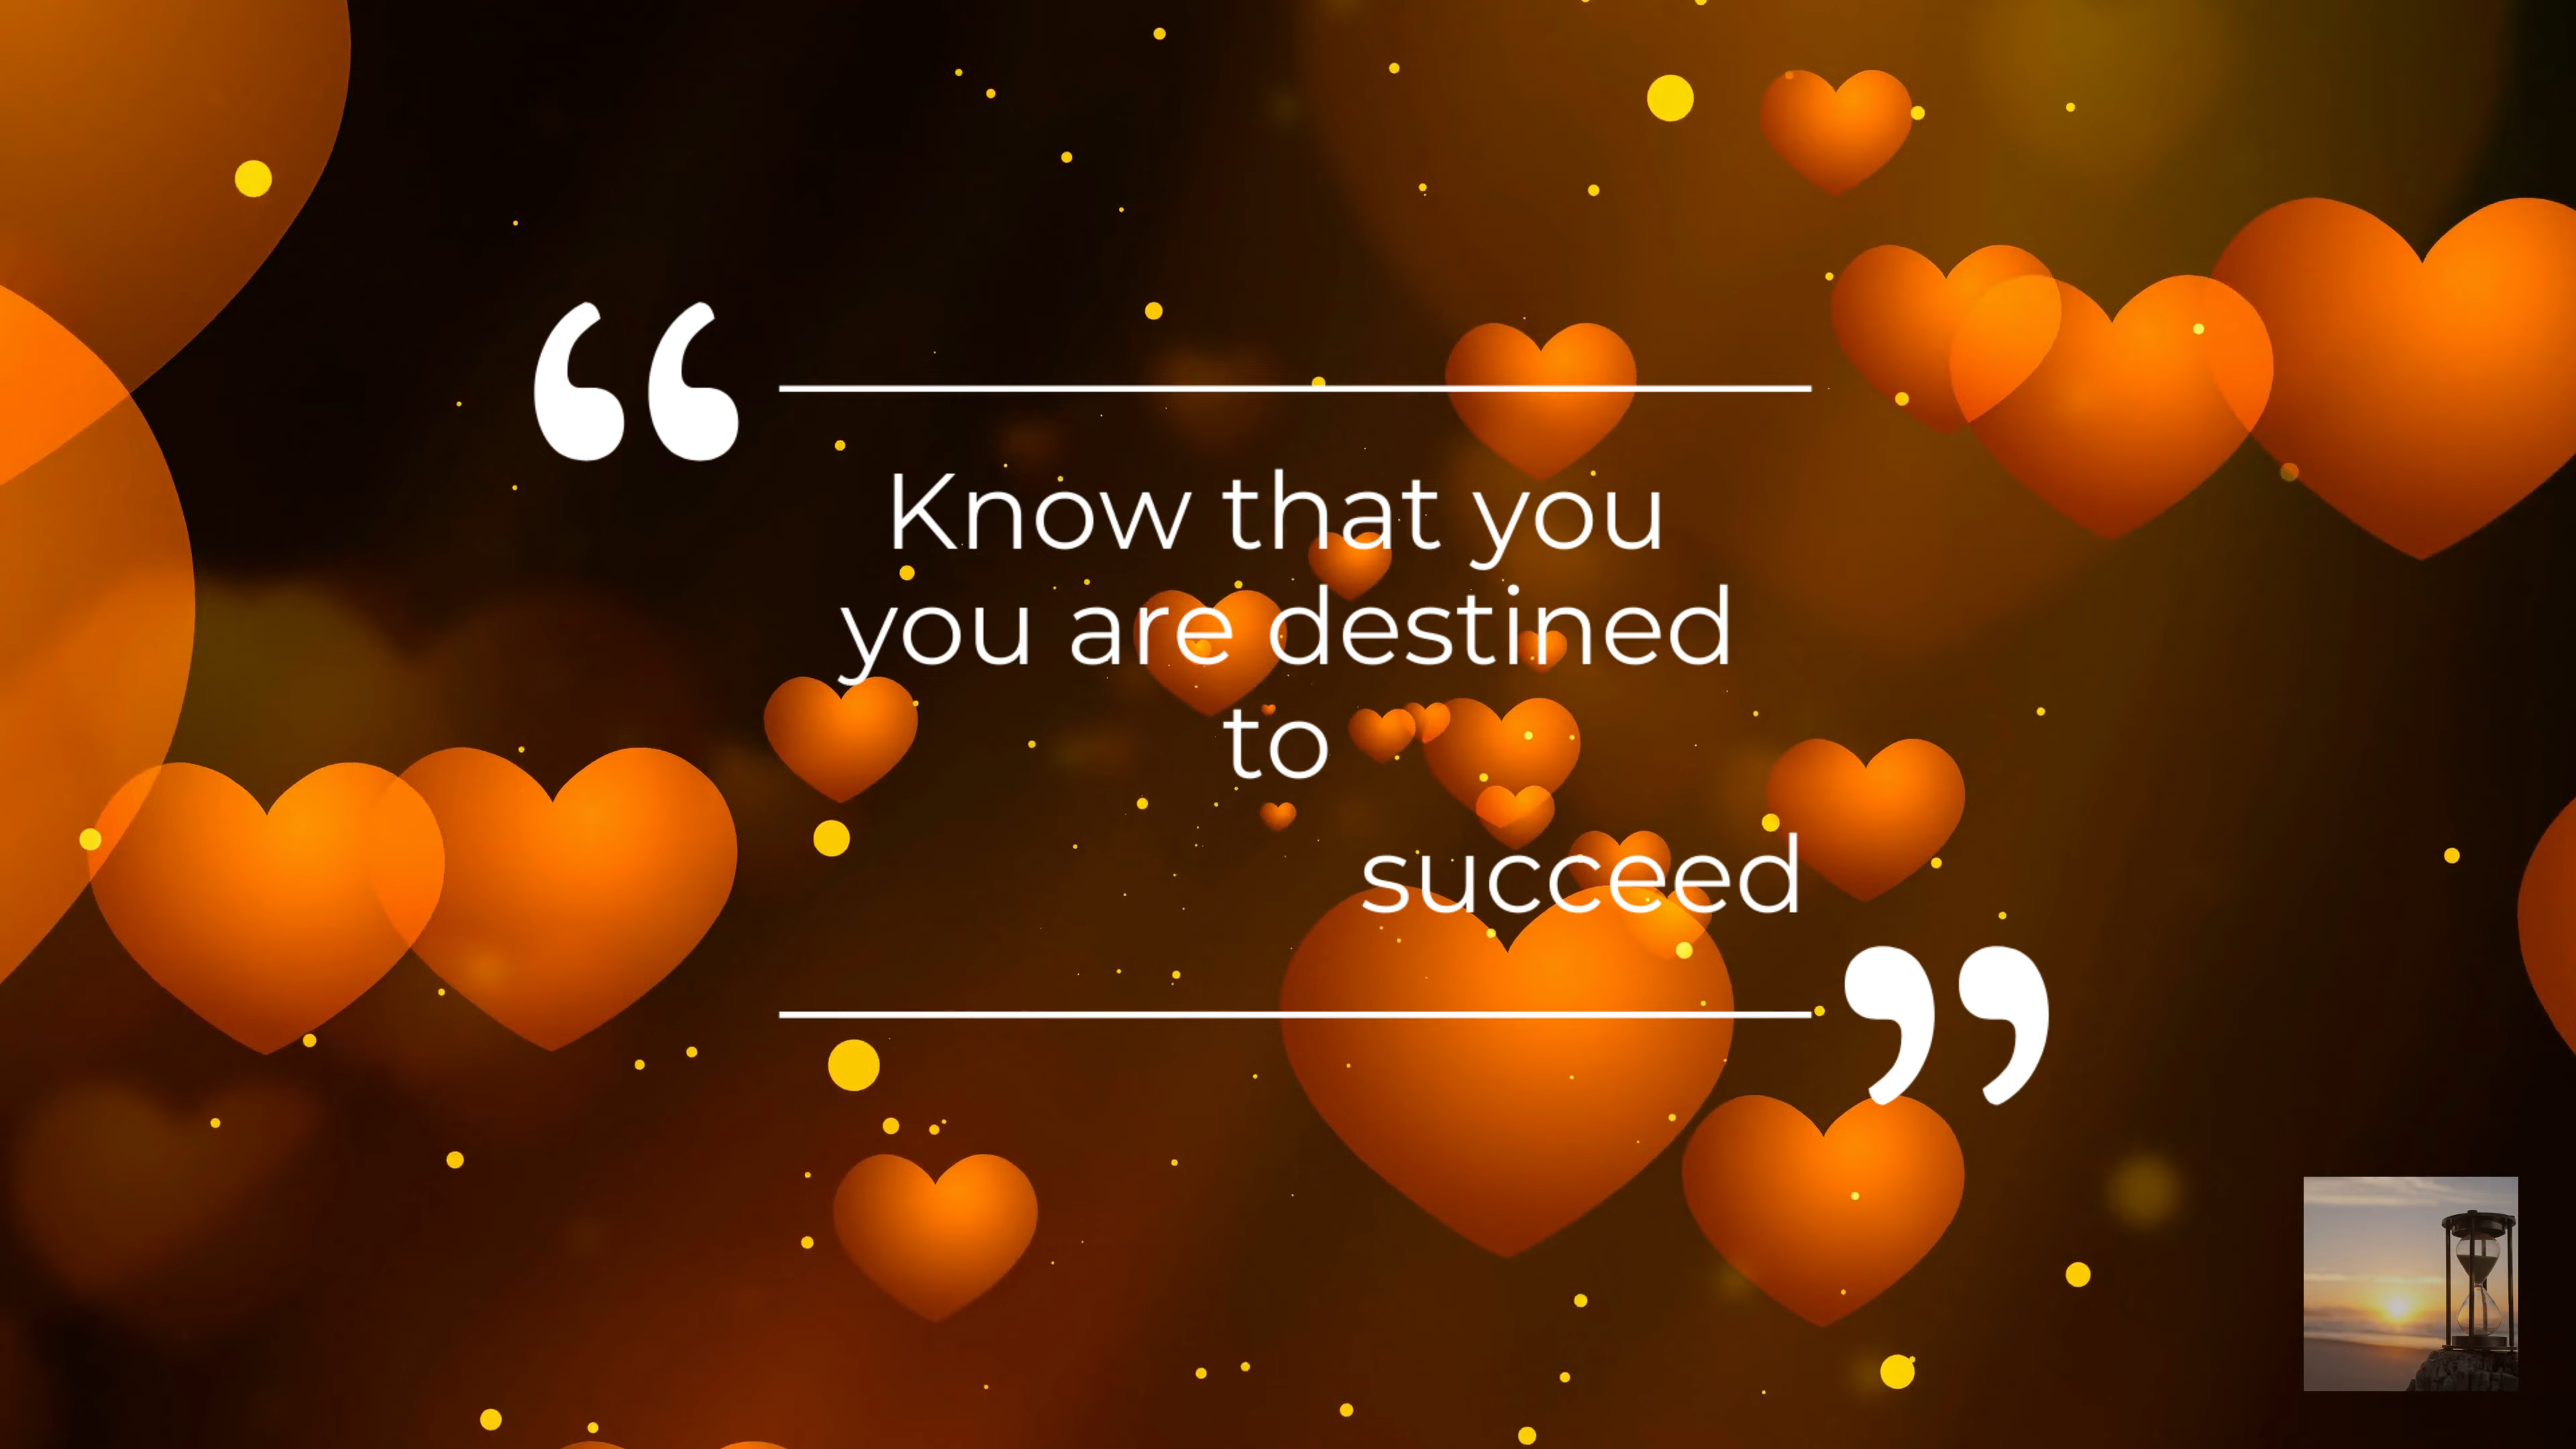 “
Know that you
you are destined
to
succeed
”